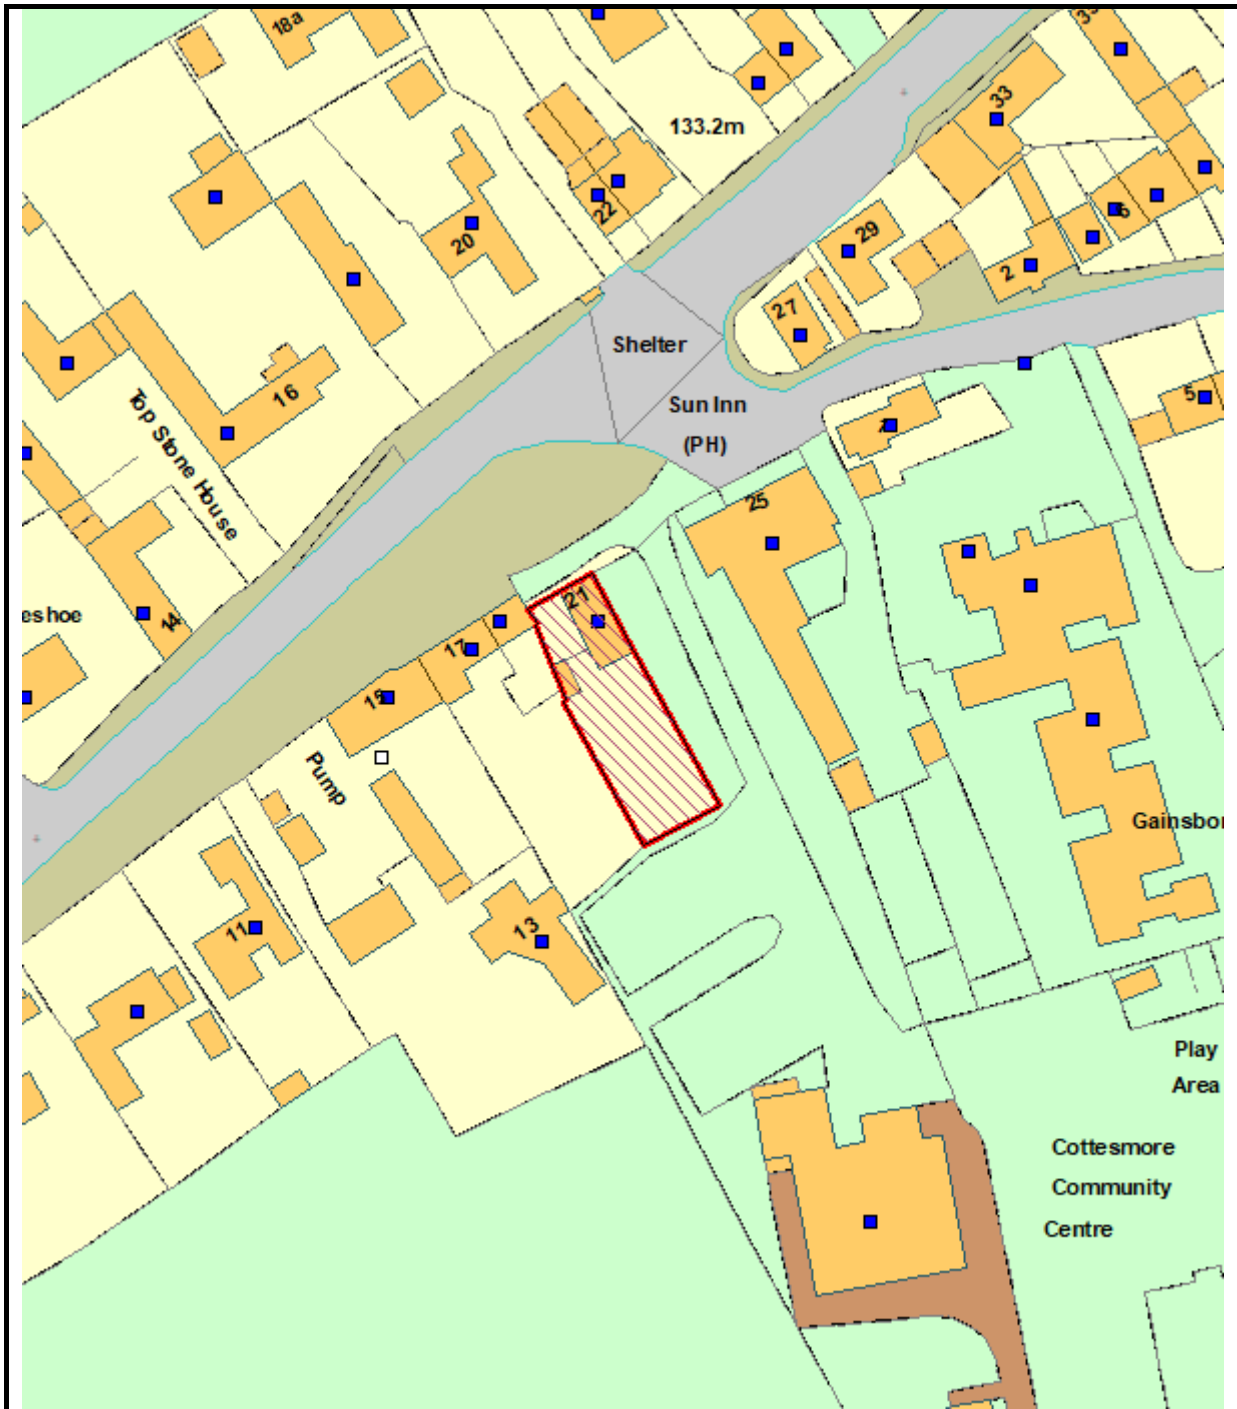 18a
33
133.2m
22
6
20
29
2
27
Shelter
16
Sun Inn
(PH)
5
Top Stone House
25
21
eshoe
14
17
15
Pump
Gainsbor
11
13
Play
Area
Cottesmore
Community
Centre